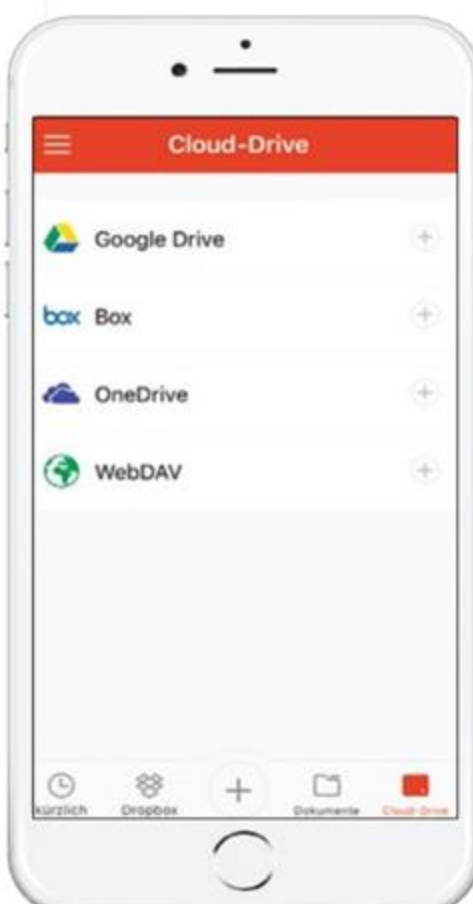 Cloud-Drive
Google Drive
box Box
OneDrive
WebDAV
kürzlich
Dropbox
Dokumente
Cloud-Drive